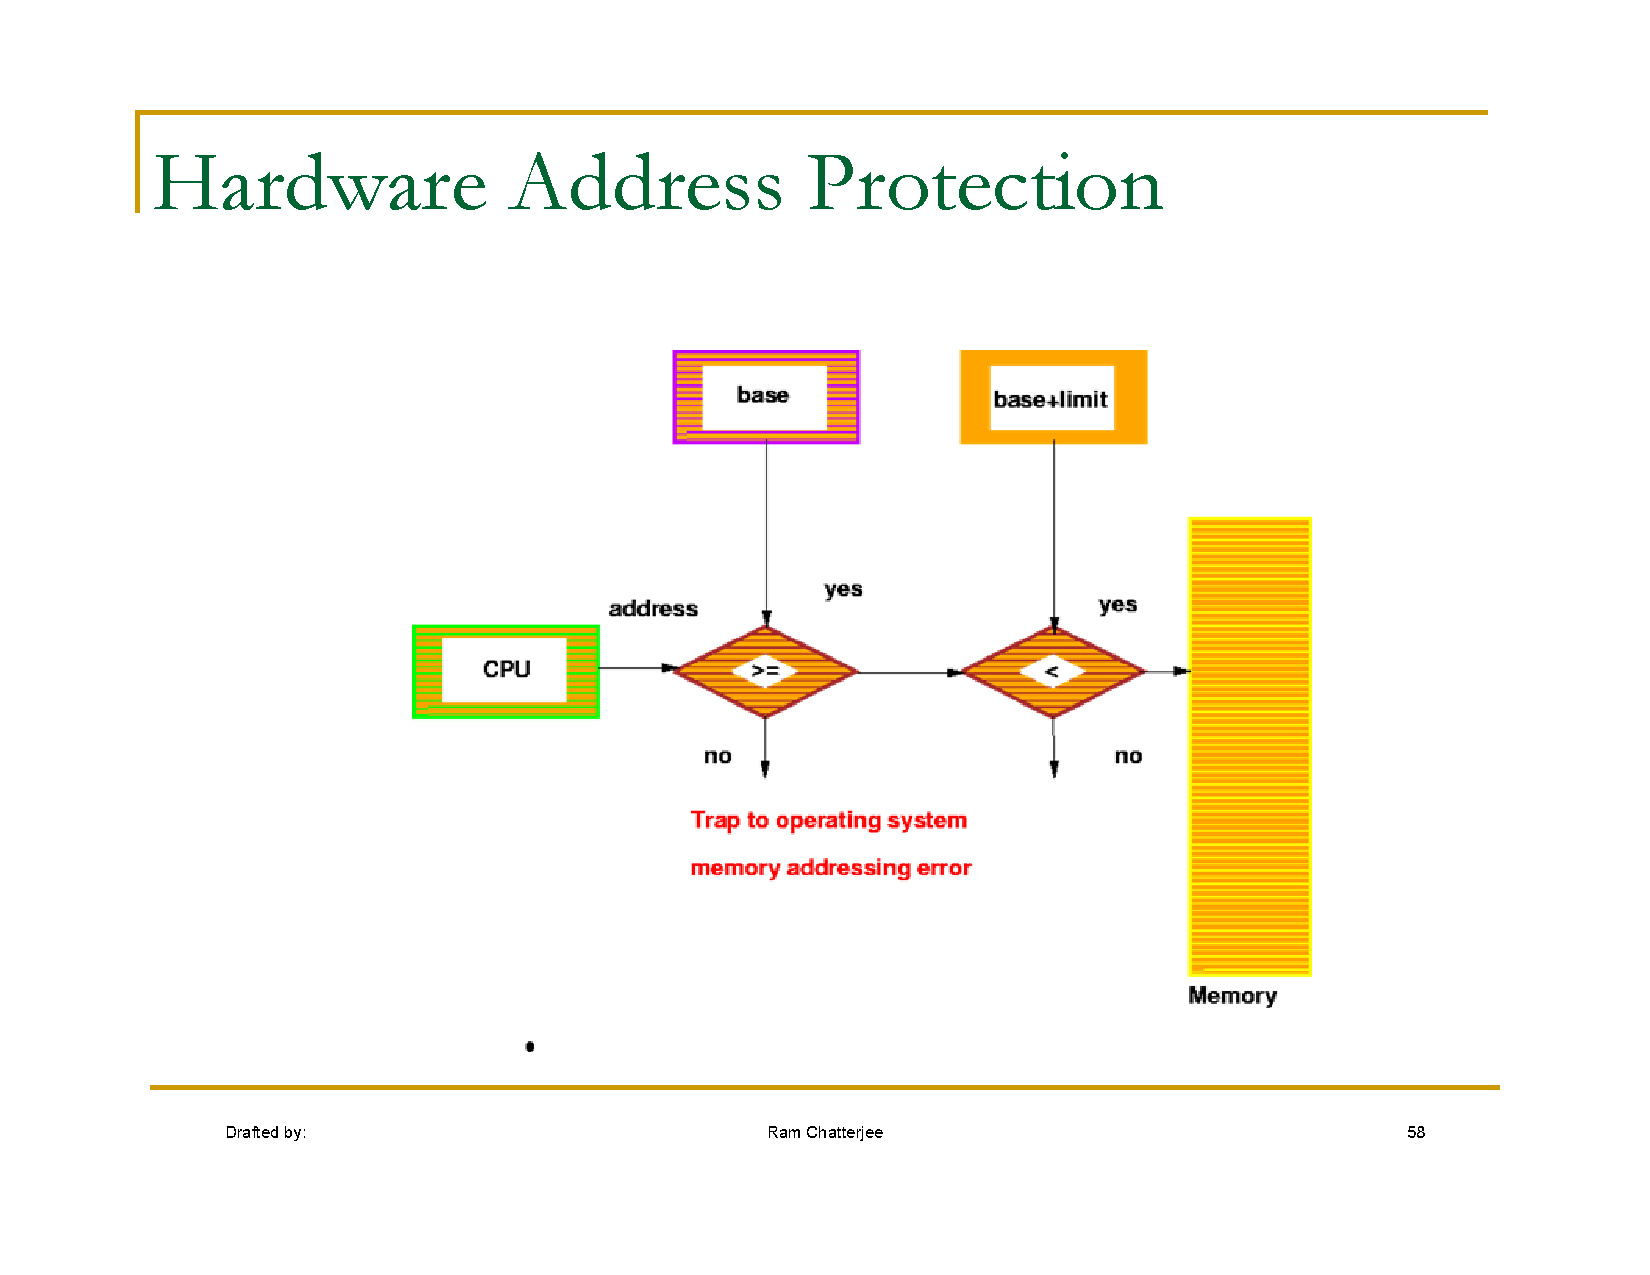 Hardware Address Protection
base
base+limit
yes
address
yes
CPU
>=
<
no
no
Trap to operating system
memory addressing error
Memory
•
Drafted by:
Ram Chatterjee
58